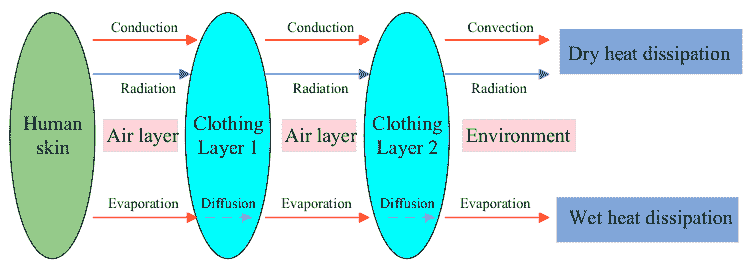 Conduction
Conduction
Convection
Dry heat dissipation
Radiation
Radiation
Radiation
Human
skin
Air layer
Clothing
Layer 1
Air layer
Clothing
Layer 2
Environment
Evaporation
Diffusion
Evaporation
Diffusion
Evaporation
Wet heat dissipation